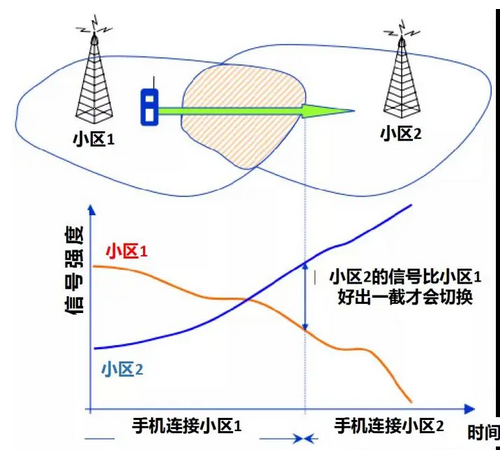 小区1
小区2
信号强度
小区1
小区2的信号比小区1
好出一截才会切换
小区2
手机连接小区1
手机连接小区2
时间